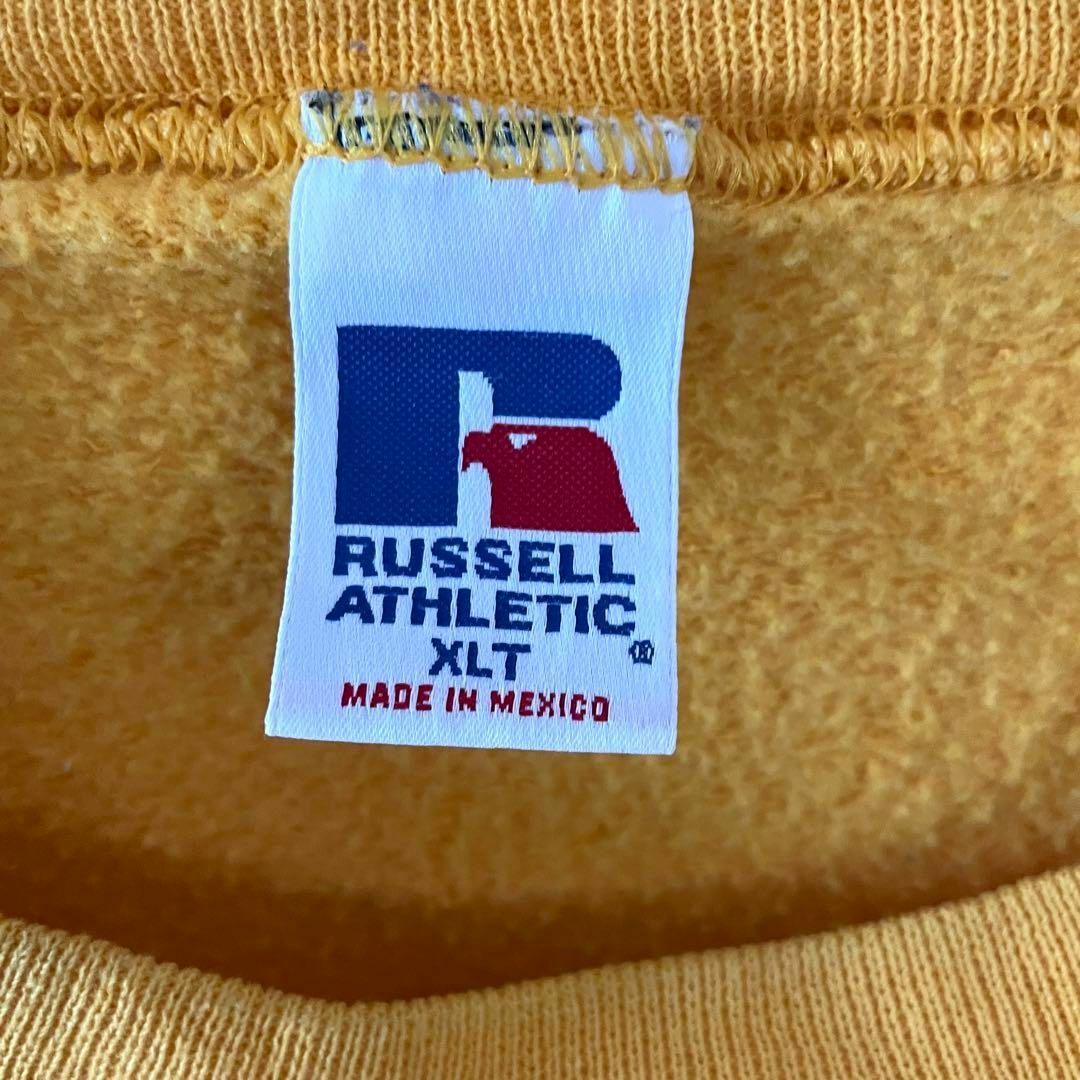 RUSSELL
ATHLETIC
XLT ®
MADE IN MEXICO